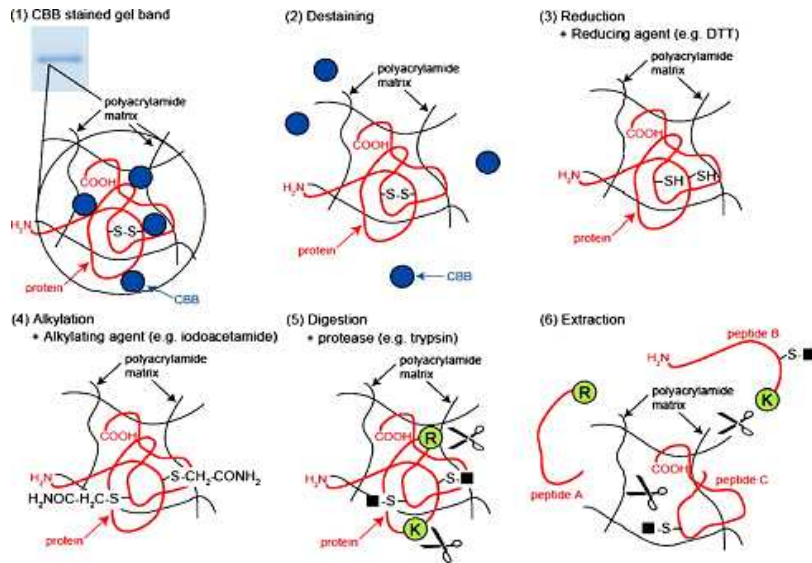 (1) CBB stained gel band
polyacrylamide
matrix
COOH
H₂N
S-S
protein
CBB
(2) Destaining
polyacrylamide
matrix
COOH
H₂N
S-S
protein
CBB
(3) Reduction
+ Reducing agent (e.g. DTT)
polyacrylamide
matrix
COOH
H₂N
SH
SH
protein
(4) Alkylation
+ Alkylating agent (e.g. iodoacetamide)
polyacrylamide
matrix
COOH
H₂N
S-CH₂-CONH₂
H₂NOC-H₂C-S
protein
(5) Digestion
+ protease (e.g. trypsin)
polyacrylamide
matrix
COOH
R
H₂N
S
S
K
protein
(6) Extraction
peptide B
H₂N
S
R
K
polyacrylamide
matrix
COOH
peptide A
peptide C
S